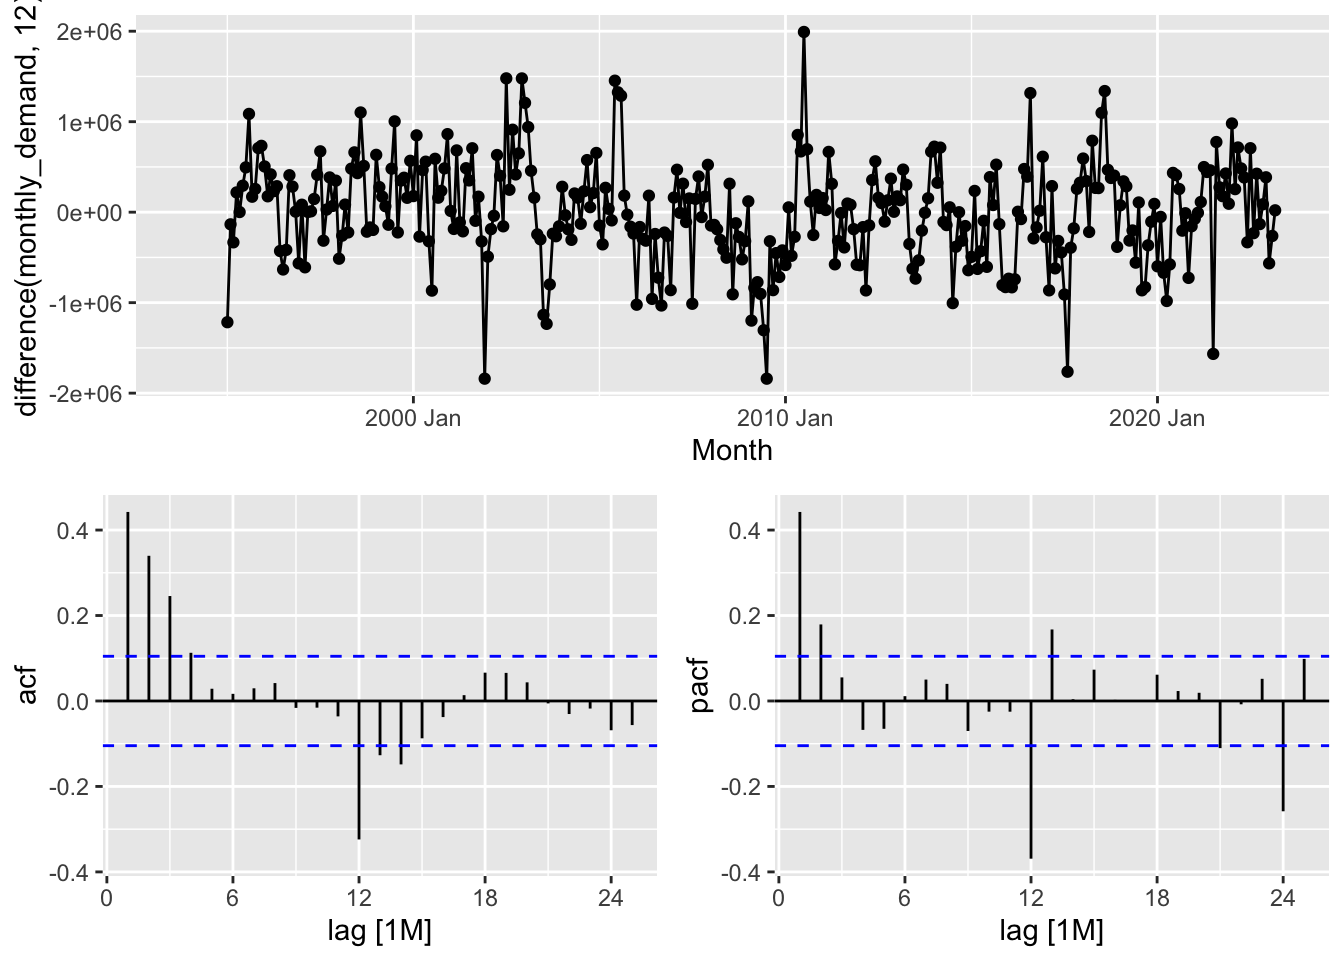 difference(monthly_demand, 12)
2e+06
1e+06
0e+00
-1e+06
-2e+06
2000 Jan
2010 Jan
2020 Jan
Month
acf
0.4
0.2
0.0
-0.2
-0.4
0
6
12
18
24
lag [1M]
pacf
0.4
0.2
0.0
-0.2
-0.4
0
6
12
18
24
lag [1M]